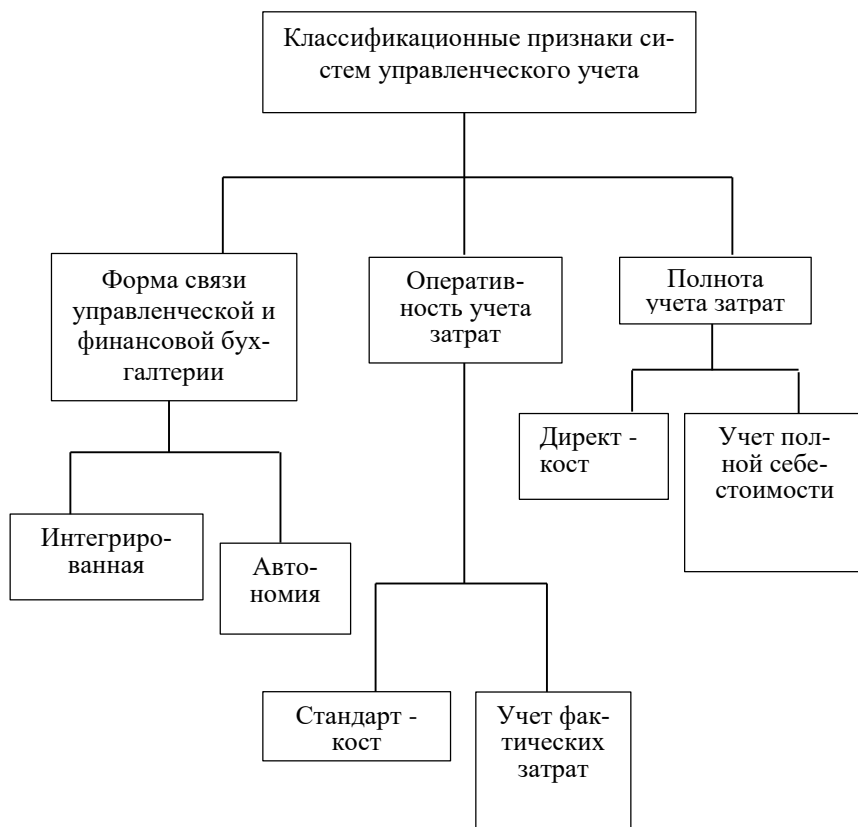 Классификационные признаки си-
стем управленческого учета
Форма связи
управленческой и
финансовой бух-
галтерии
Оператив-
ность учета
затрат
Полнота
учета затрат
Директ -
кост
Учет пол-
ной себе-
стоимости
Интегриро-
ванная
Авто-
номия
Стандарт -
кост
Учет фак-
тических
затрат